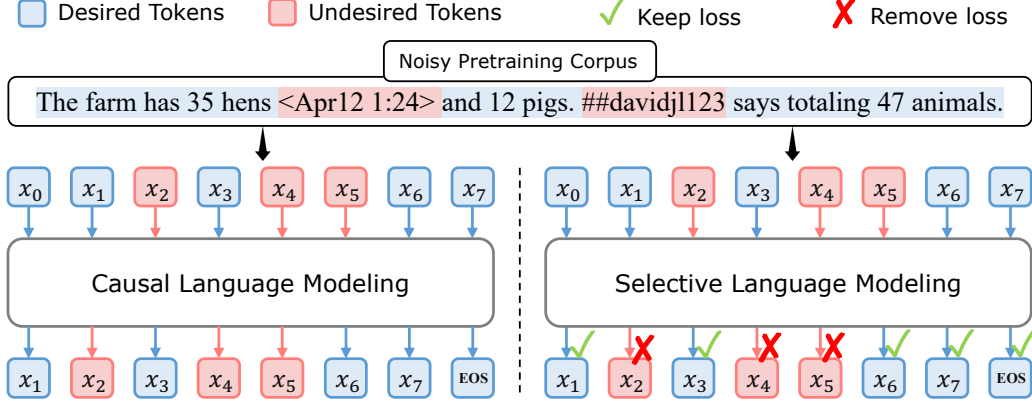 Desired Tokens Undesired Tokens Keep loss Remove loss
Noisy Pretraining Corpus
The farm has 35 hens <Apr12 1:24> and 12 pigs. ##davidjl123 says totaling 47 animals.
x₀ x₁ x₂ x₃ x₄ x₅ x₆ x₇ x₀ x₁ x₂ x₃ x₄ x₅ x₆ x₇
Causal Language Modeling Selective Language Modeling
x₁ x₂ x₃ x₄ x₅ x₆ x₇ EOS x₁ x₂ x₃ x₄ x₅ x₆ x₇ EOS